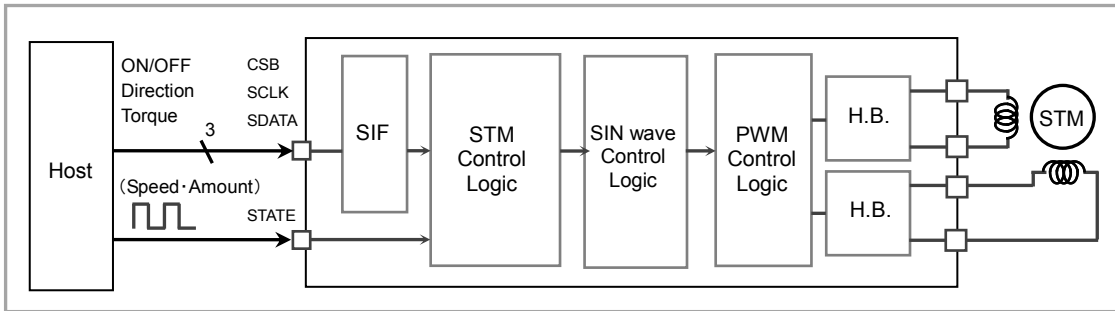 Host
ON/OFF
Direction
Torque
3
(Speed・Amount)
CSB
SCLK
SDATA
STATE
SIF
STM
Control
Logic
SIN wave
Control
Logic
PWM
Control
Logic
H.B.
H.B.
STM